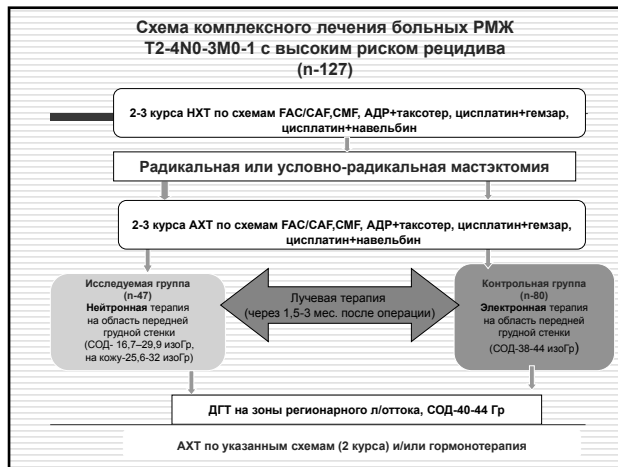 Схема комплексного лечения больных РМЖ
Т2-4N0-3М0-1 с высоким риском рецидива
(n-127)
2-3 курса НХТ по схемам FAC/CAF,CMF, АДР+таксотер, цисплатин+гемзар,
цисплатин+навельбин
Радикальная или условно-радикальная мастэктомия
2-3 курса АХТ по схемам FAC/CAF,CMF, АДР+таксотер, цисплатин+гемзар,
цисплатин+навельбин
Исследуемая группа
(n-47)
Нейтронная терапия
на область передней
грудной стенки
(СОД- 16,7–29,9 изоГр,
на кожу-25,6-32 изоГр)
Лучевая терапия
(через 1,5-3 мес. после операции)
Контрольная группа
(n-80)
Электронная терапия
на область передней
грудной стенки
(СОД-38-44 изоГр)
ДГТ на зоны регионарного л/оттока, СОД-40-44 Гр
АХТ по указанным схемам (2 курса) и/или гормонотерапия